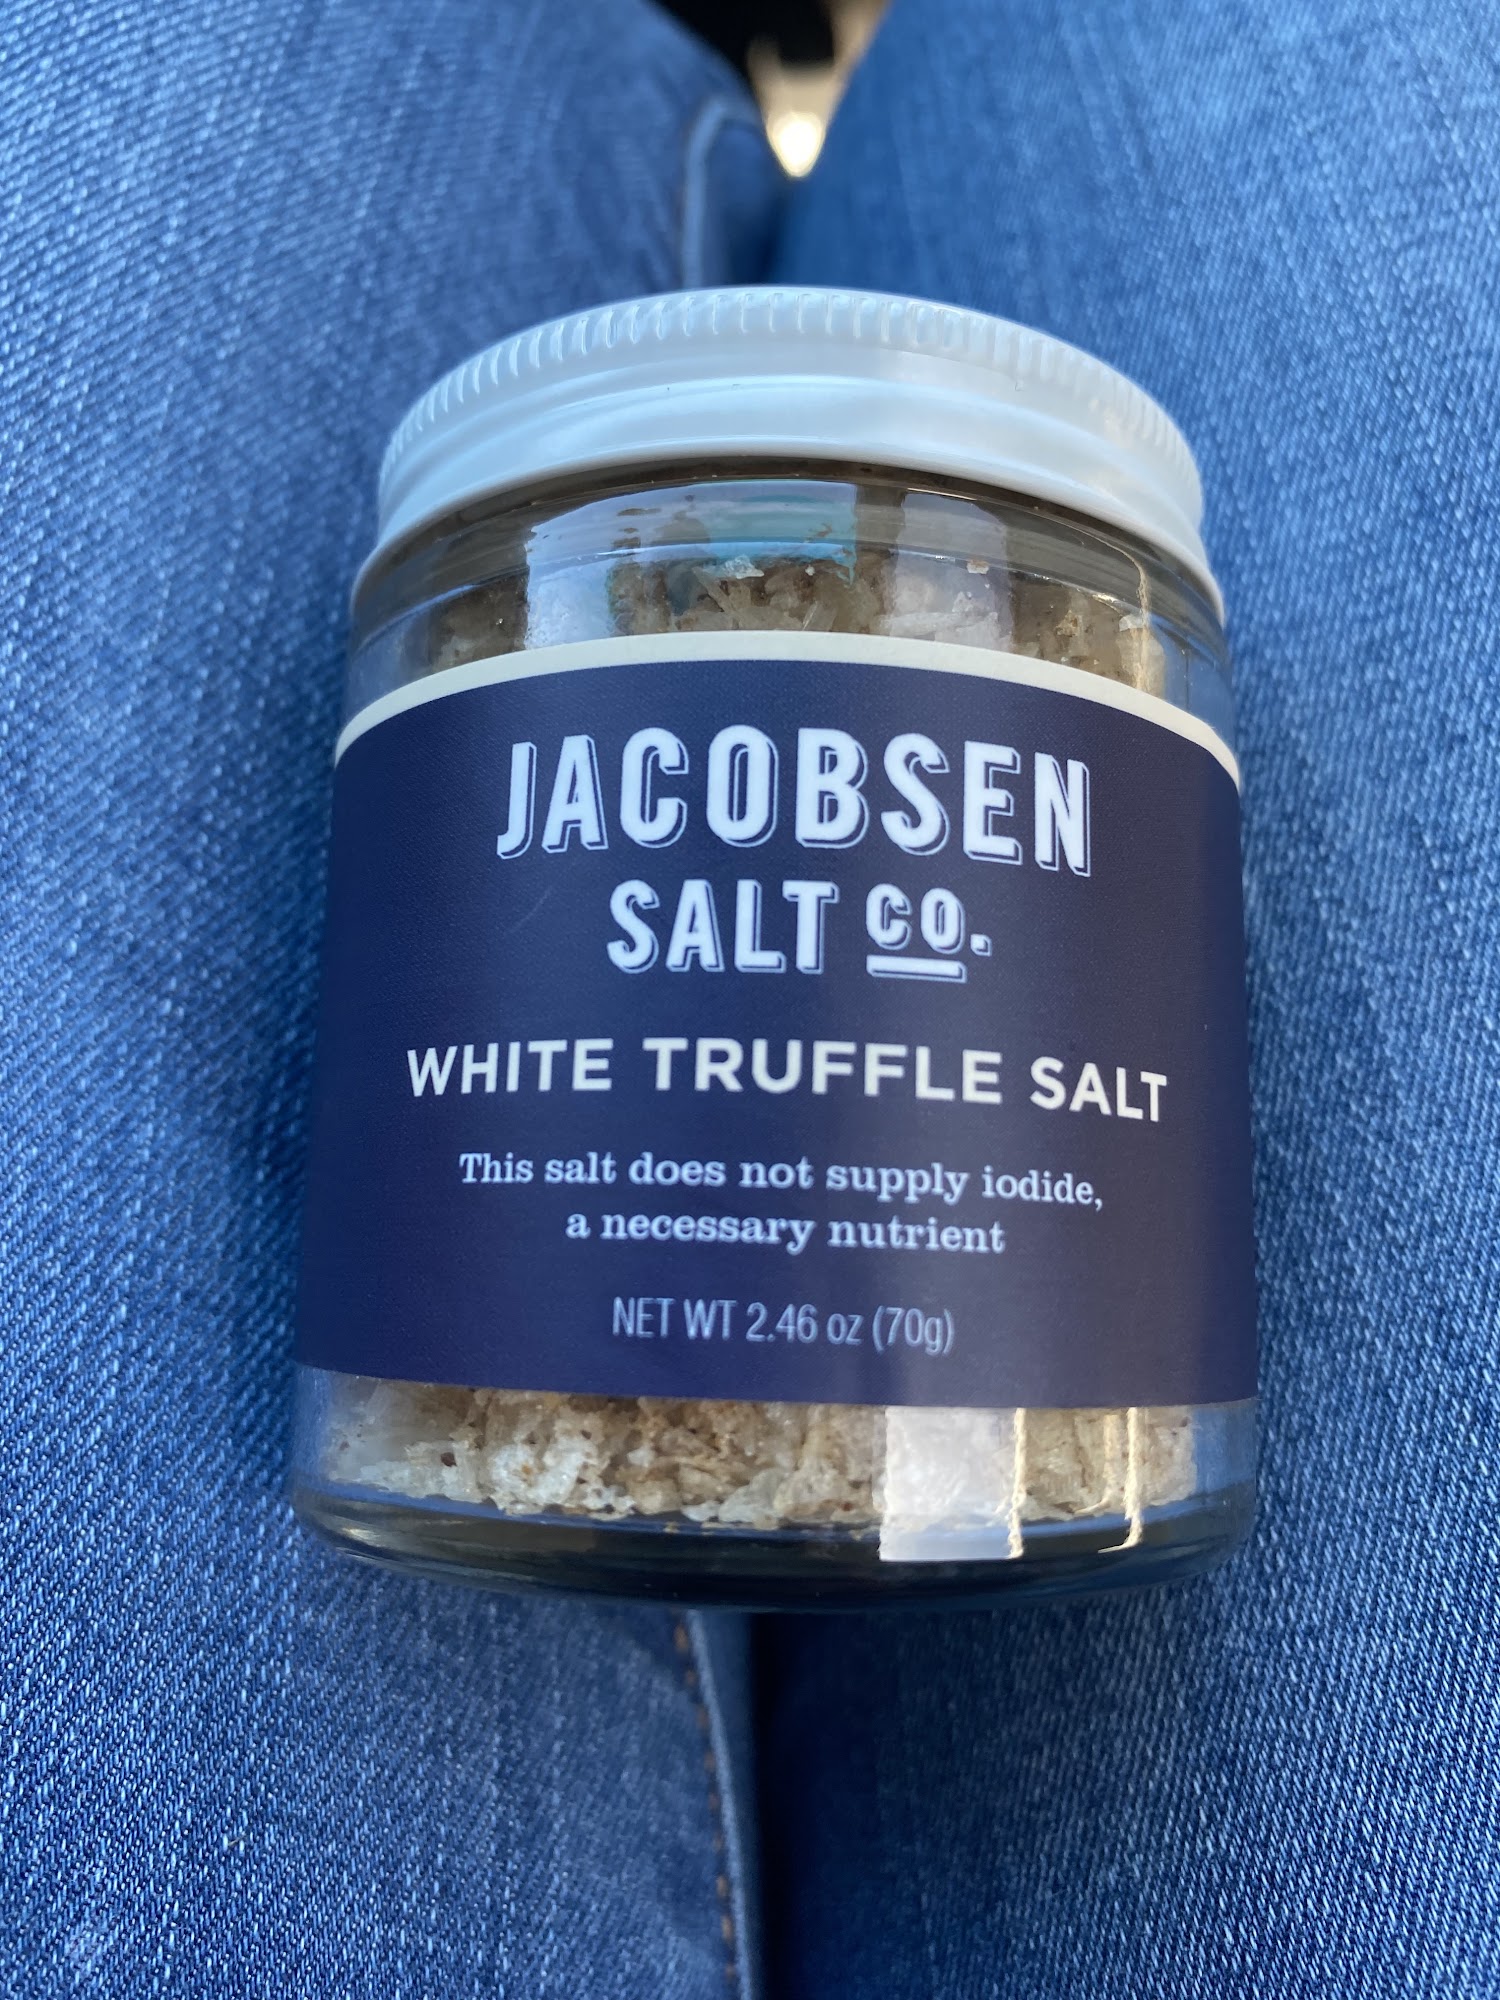 JACOBSEN
SALT CO.
WHITE TRUFFLE SALT
This salt does not supply iodide,
a necessary nutrient
NET WT 2.46 oz (70g)